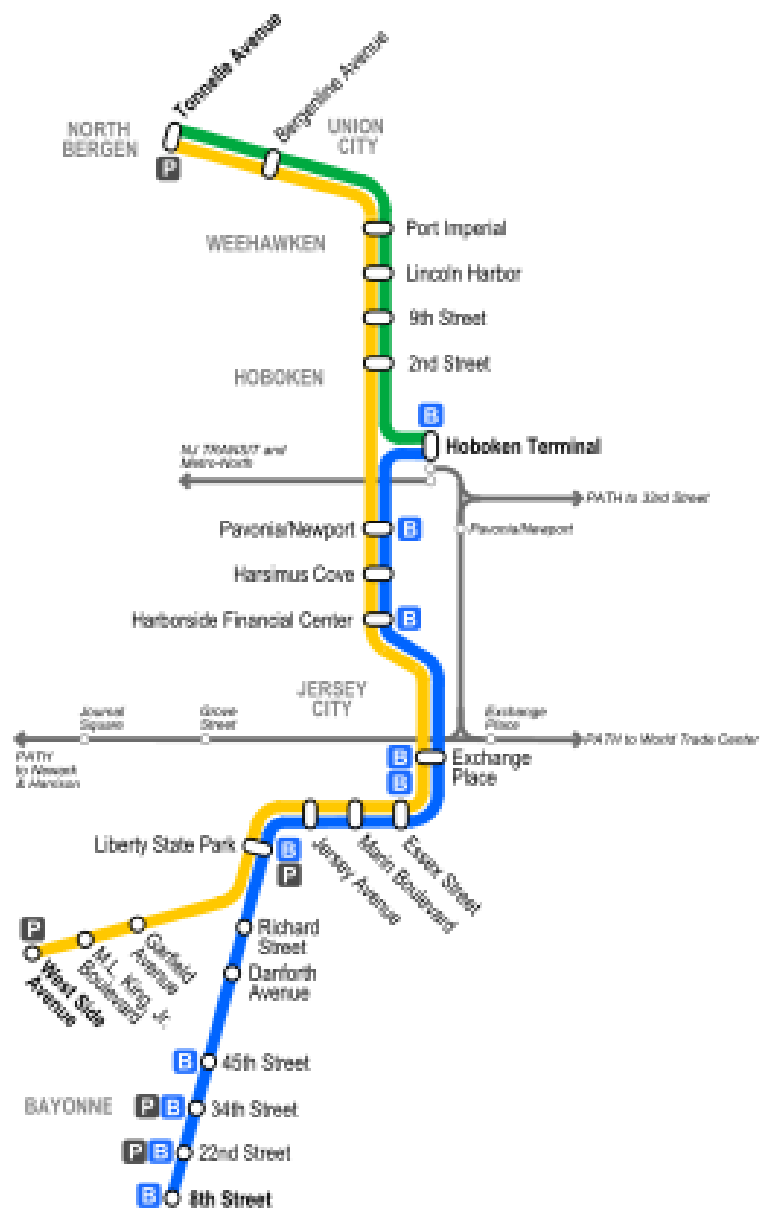 Tonnelle Avenue
Bergenline Avenue
NORTH
BERGEN
UNION
CITY
P
Port Imperial
WEEHAWKEN
Lincoln Harbor
9th Street
2nd Street
HOBOKEN
B
Hoboken Terminal
NJ TRANSIT and
Metro-North
PATH to 33rd Street
Pavonia/Newport
B
Pavonia/Newport
Harsimus Cove
Harborside Financial Center
B
JERSEY
CITY
Journal
Square
Grove
Street
Exchange
Place
PATH to World Trade Center
PATH
to Newark
& Harrison
B
Exchange
Place
B
Liberty State Park
B
P
Jersey Avenue
Marin Boulevard
Essex Street
P
West Side
Avenue
M.L. King, Jr.
Boulevard
Garfield
Avenue
Richard
Street
Danforth
Avenue
B
45th Street
BAYONNE
P
B
34th Street
P
B
22nd Street
B
8th Street